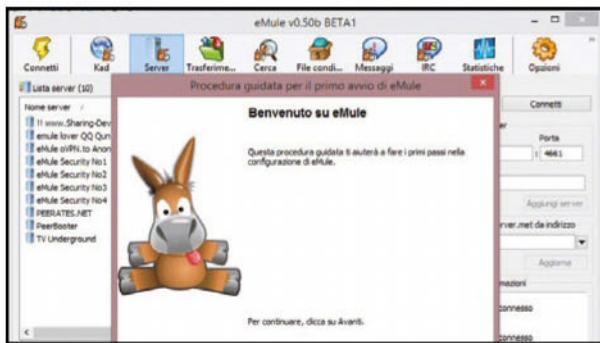 eMule v0.50b BETA1
Connetti
Kad
Server
Trasferime...
Cerca
File condi...
Messaggi
IRC
Statistiche
Opzioni
Lista server (10)
Nome server
!! www.Sharing-Dev
emule lover QQ Qun
eMule oVPN.to Anon
eMule Security No1
eMule Security No2
eMule Security No3
eMule Security No4
PEERATES.NET
PeerBooter
TV Underground
Procedura guidata per il primo avvio di eMule
Benvenuto su eMule
Questa procedura guidata ti aiuterà a fare i primi passi nella
configurazione di eMule.
Per continuare, clicca su Avanti.
Connetti
er
Porta
: 4661
Aggiungi server
rver.met da indirizzo
Aggiorna
mazioni
onnesso
connesso